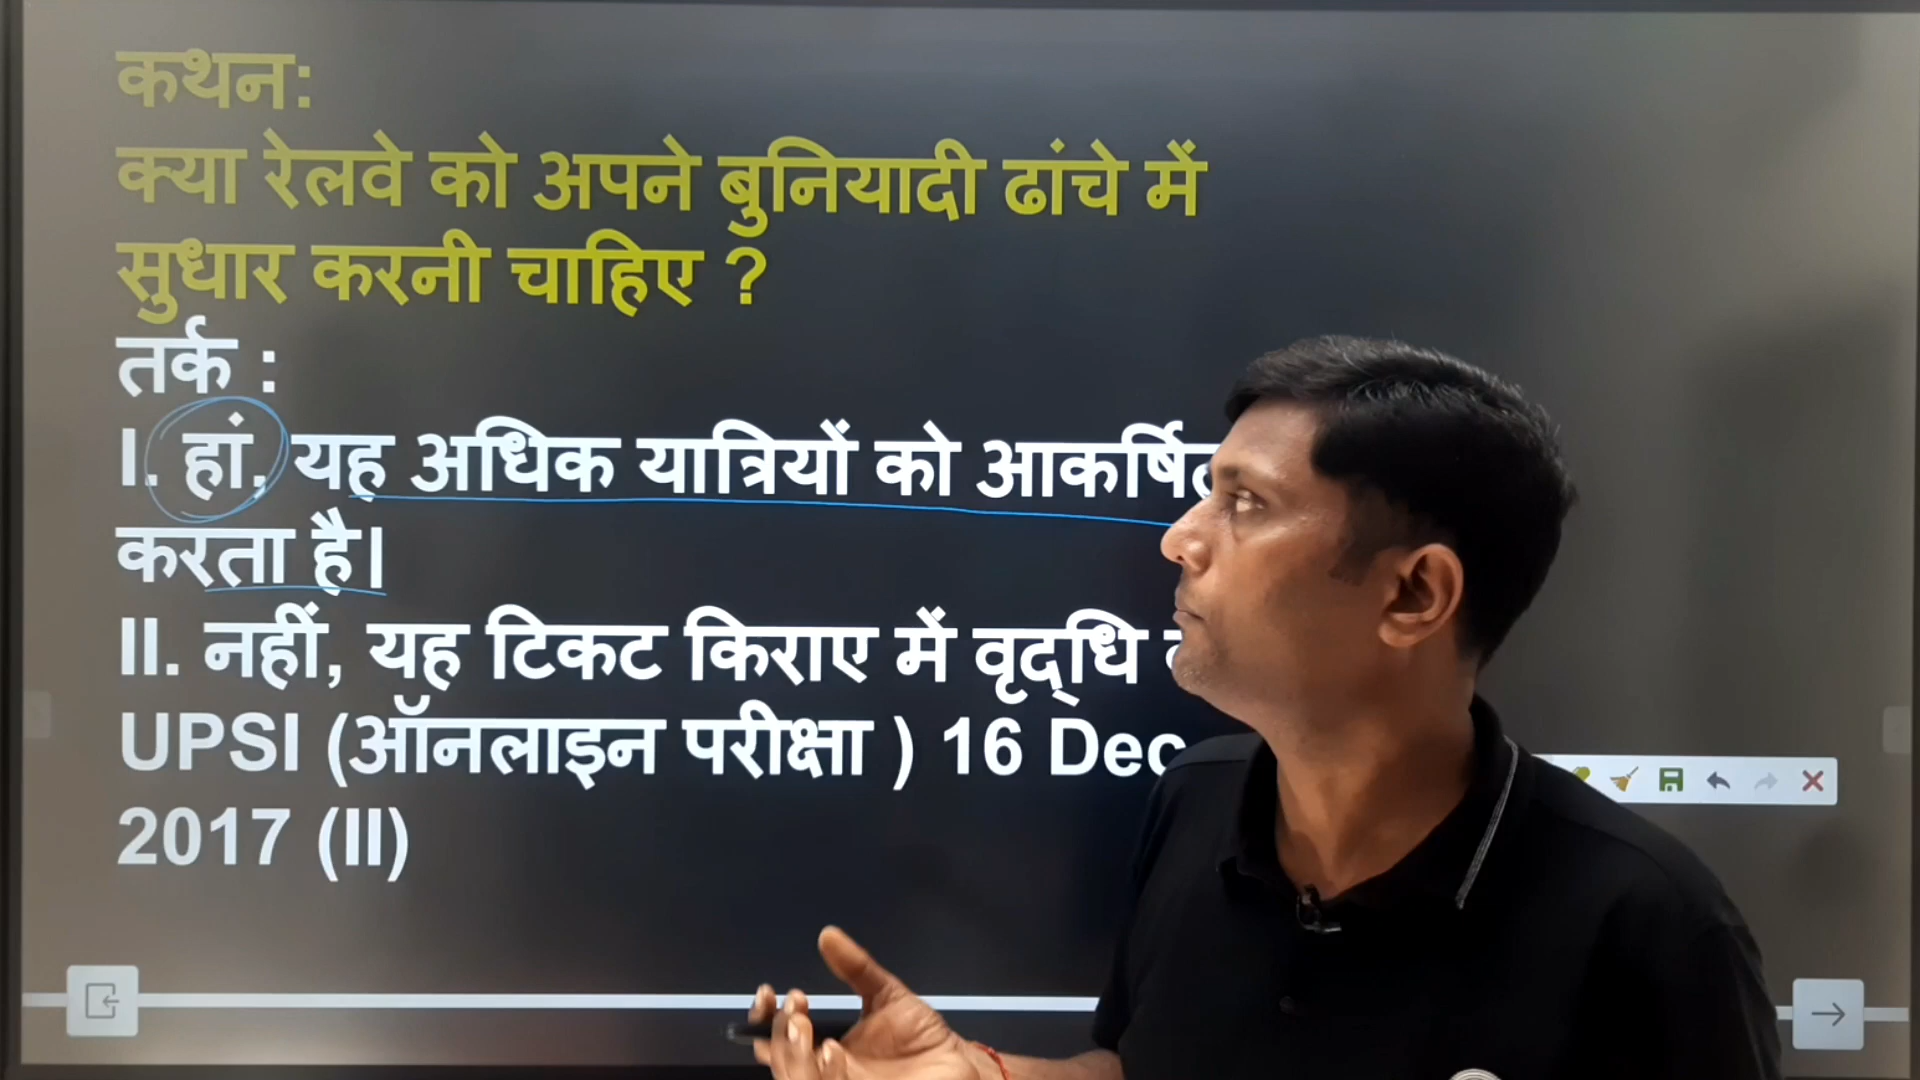 कथन:
क्या रेलवे को अपने बुनियादी ढांचे में
सुधार करनी चाहिए ?
तर्क :
I. हां, यह अधिक यात्रियों को
करता है।
II. नहीं, यह टिकट किराए में वृद्धि
UPSI (ऑनलाइन परीक्षा ) 16 Dec
2017 (II)